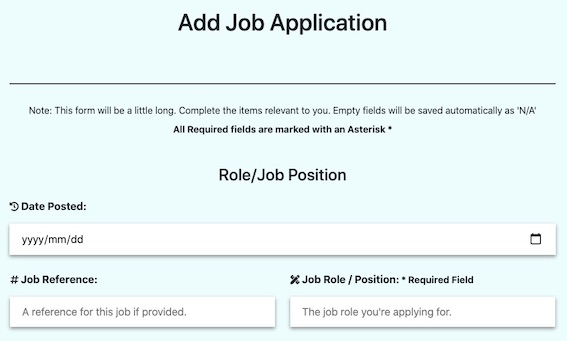 Add Job Application
Note: This form will be a little long. Complete the items relevant to you. Empty fields will be saved automatically as 'N/A'
All Required fields are marked with an Asterisk *
Role/Job Position
Date Posted:
yyyy/mm/dd
# Job Reference:
A reference for this job if provided.
Job Role / Position: * Required Field
The job role you're applying for.